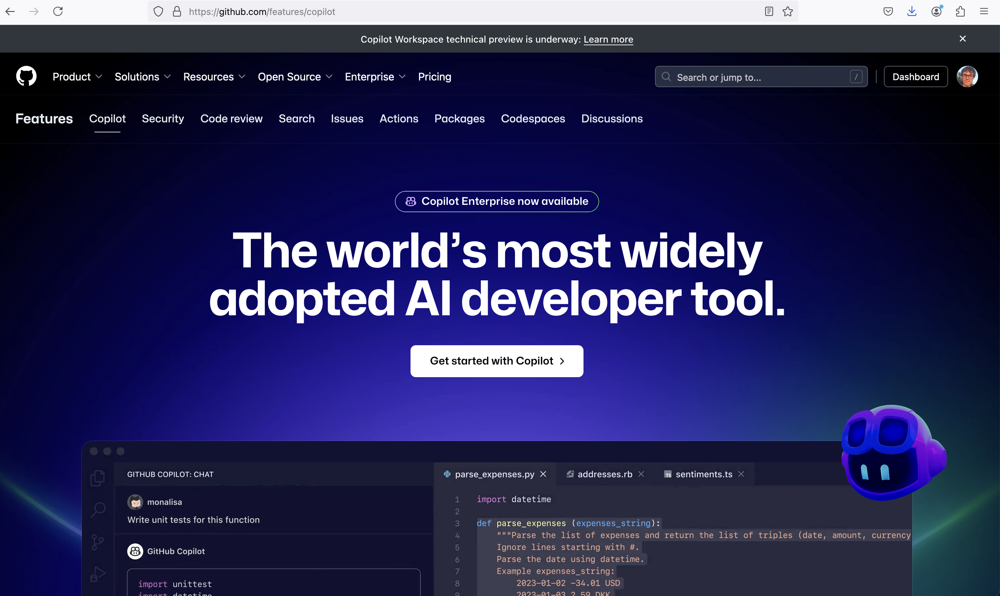 https://github.com/features/copilot
Copilot Workspace technical preview is underway: Learn more
Product Solutions Resources Open Source Enterprise Pricing Search or jump to... / Dashboard
Features Copilot Security Code review Search Issues Actions Packages Codespaces Discussions
Copilot Enterprise now available
The world’s most widely
adopted AI developer tool.
Get started with Copilot >
GITHUB COPILOT: CHAT
monalisa
Write unit tests for this function
GitHub Copilot
import unittest
import datetime
parse_expenses.py addresses.rb TS sentiments.ts
1 import datetime
2
3 def parse_expenses (expenses_string):
4 """Parse the list of expenses and return the list of triples (date, amount, currency
5 Ignore lines starting with #.
6 Parse the date using datetime.
7 Example expenses_string:
8 2023-01-02 -34.01 USD
9 2023-01-03 2.59 DKK